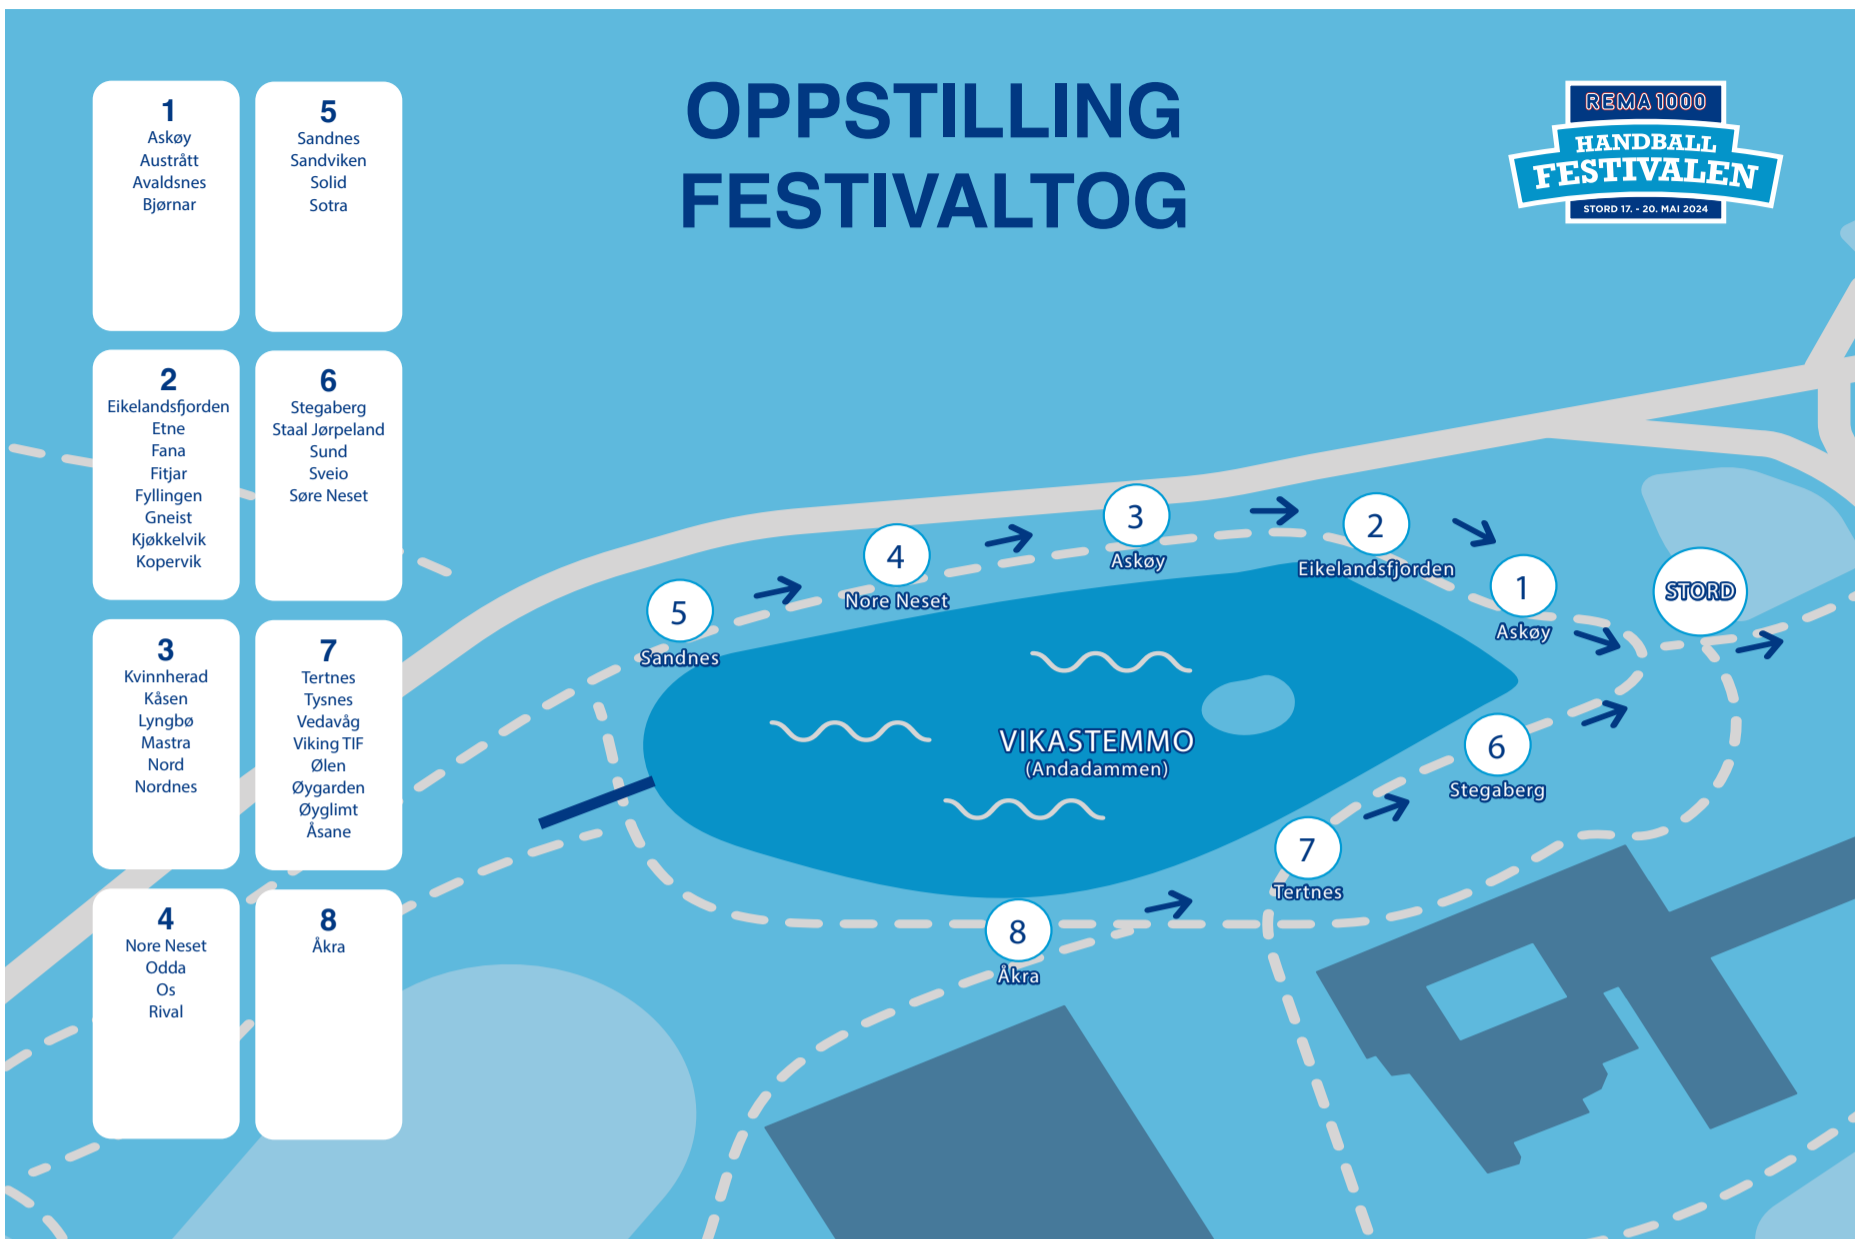 OPPSTILLING
FESTIVALTOG
REMA 1000
HANDBALL
FESTIVALEN
STORD 17. - 20. MAI 2024
1
Askøy
Austrått
Avaldsnes
Bjørnar
5
Sandnes
Sandviken
Solid
Sotra
2
Eikelandsfjorden
Etne
Fana
Fitjar
Fyllingen
Gneist
Kjøkkelvik
Kopervik
6
Stegaberg
Staal Jørpeland
Sund
Sveio
Søre Neset
3
Kvinnherad
Kåsen
Lyngbø
Mastra
Nord
Nordnes
7
Tertnes
Tysnes
Vedavåg
Viking TIF
Ølen
Øygarden
Øyglimt
Åsane
4
Nore Neset
Odda
Os
Rival
8
Åkra
5
Sandnes
4
Nore Neset
3
Askøy
2
Eikelandsfjorden
1
Askøy
STORD
VIKASTEMMO
(Andadammen)
6
Stegaberg
7
Tertnes
8
Åkra